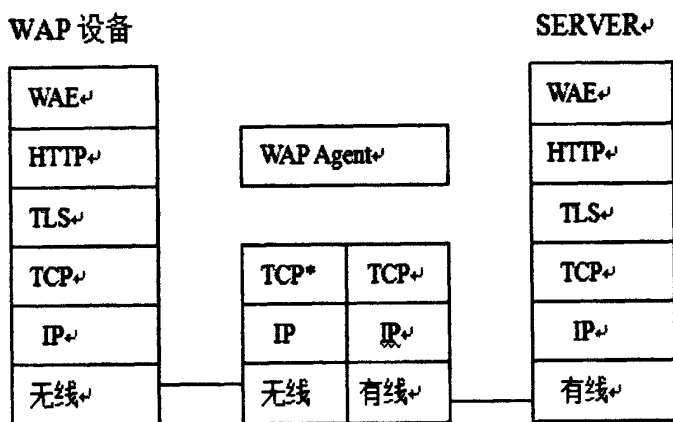 WAP 设备
SERVER↵
WAE↵
HTTP↵
TLS↵
TCP↵
IP↵
无线↵
WAP Agent↵
TCP* TCP↵
IP IP↵
无线 有线↵
WAE↵
HTTP↵
TLS↵
TCP↵
IP↵
有线↵